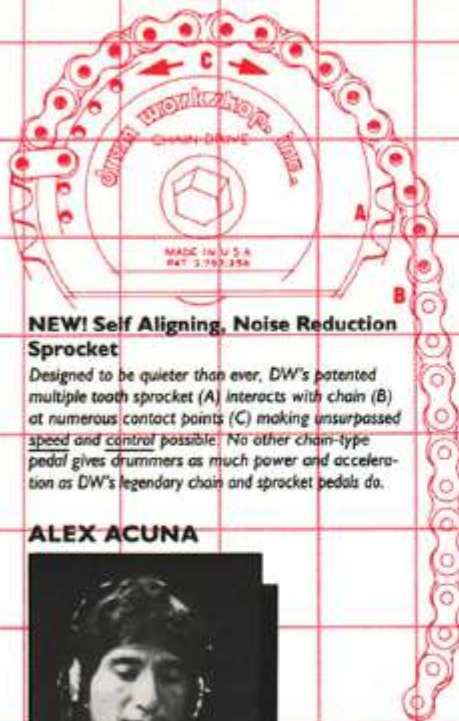 C
drum workshop, inc.
CHAIN DRIVE
A
MADE IN U S A
B
NEW! Self Aligning, Noise Reduction
Sprocket
Designed to be quieter than ever, DW's patented
multiple tooth sprocket (A) interacts with chain (B)
at numerous contact points (C) making unsurpassed
speed and control possible. No other chain-type
pedal gives drummers as much power and accelera-
tion as DW's legendary chain and sprocket pedals do.
ALEX ACUNA